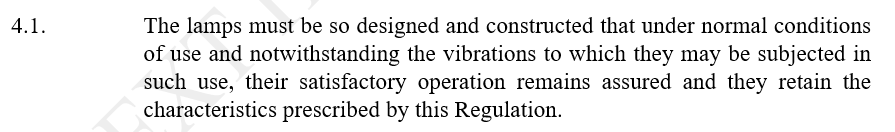 4.1. The lamps must be so designed and constructed that under normal conditions
of use and notwithstanding the vibrations to which they may be subjected in
such use, their satisfactory operation remains assured and they retain the
characteristics prescribed by this Regulation.